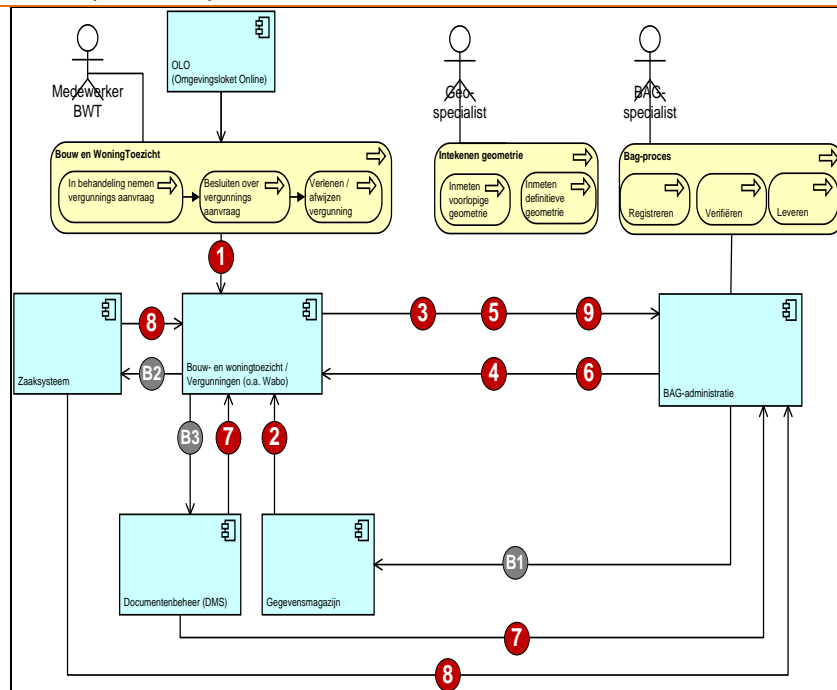 Medewerker
BWT
OLO
(Omgevingsloket Online)
Geo-
specialist
BAG-
specialist
Bouw en WoningToezicht
In behandeling nemen
vergunnings aanvraag
Besluiten over
vergunnings
aanvraag
Verlenen /
afwijzen
vergunning
Intekenen geometrie
Inmeten
voorlopige
geometrie
Inmeten
definitieve
geometrie
Bag-proces
Registreren
Verifiëren
Leveren
1
Zaaksysteem
8
B2
Bouw- en woningtoezicht /
Vergunningen (o.a. Wabo)
3
5
9
4
6
BAG-administratie
B3
7
2
Documentenbeheer (DMS)
Gegevensmagazijn
B1
7
8